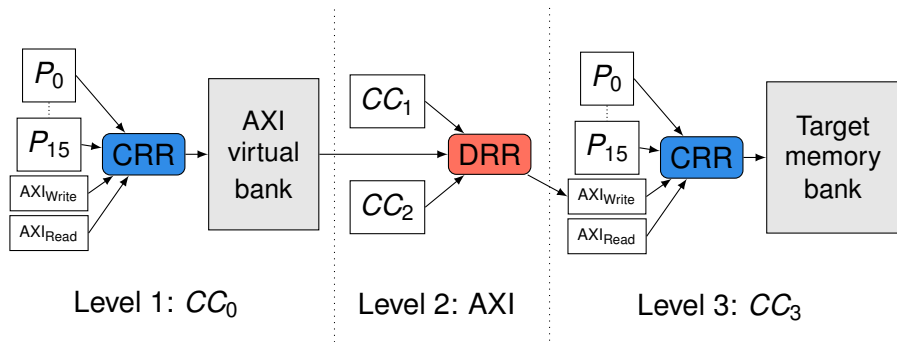 P0
P15
AXIWrite
AXIRead
CRR
AXI
virtual
bank
Level 1: CC0
CC1
CC2
DRR
Level 2: AXI
P0
P15
AXIWrite
AXIRead
CRR
Target
memory
bank
Level 3: CC3